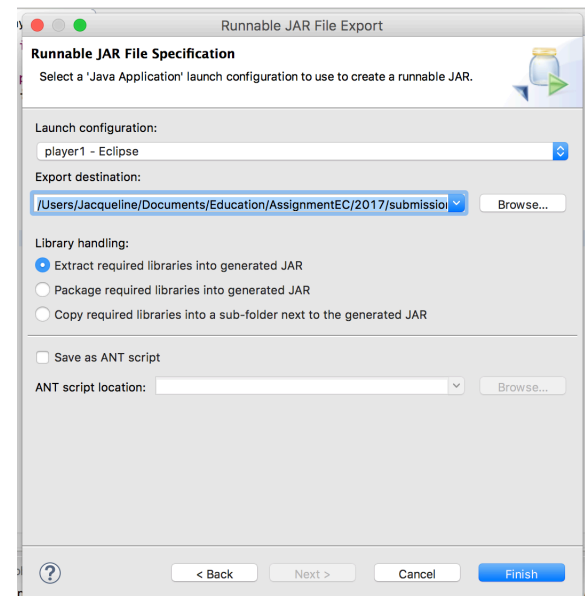 Runnable JAR File Export
Runnable JAR File Specification
Select a 'Java Application' launch configuration to use to create a runnable JAR.
Launch configuration:
player1 - Eclipse
Export destination:
/Users/Jacqueline/Documents/Education/AssignmentEC/2017/submission
Browse...
Library handling:
Extract required libraries into generated JAR
Package required libraries into generated JAR
Copy required libraries into a sub-folder next to the generated JAR
Save as ANT script
ANT script location:
Browse...
?
< Back
Next >
Cancel
Finish